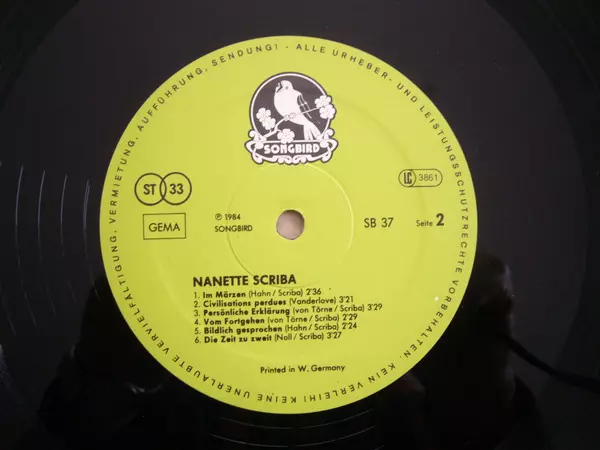 KEINE UNERLAUBTE VERVIELFÄLTIGUNG, VERMIETUNG, AUFFÜHRUNG, SENDUNG! - ALLE URHEBER- UND LEISTUNGSSCHUTZRECHTE VORBEHALTEN. KEIN VERLEIH!
SONGBIRD
ST 33
LC 3861
GEMA
℗ 1984
SONGBIRD
SB 37
Seite 2
NANETTE SCRIBA
1. Im Märzen (Hahn / Scriba) 2'36
2. Civilisations perdues (Vanderlove) 3'21
3. Persönliche Erklärung (von Törne / Scriba) 3'29
4. Vom Fortgehen (von Törne / Scriba) 2'29
5. Bildlich gesprochen (Hahn / Scriba) 2'24
6. Die Zeit zu zweit (Noll / Scriba) 3'27
Printed in W. Germany